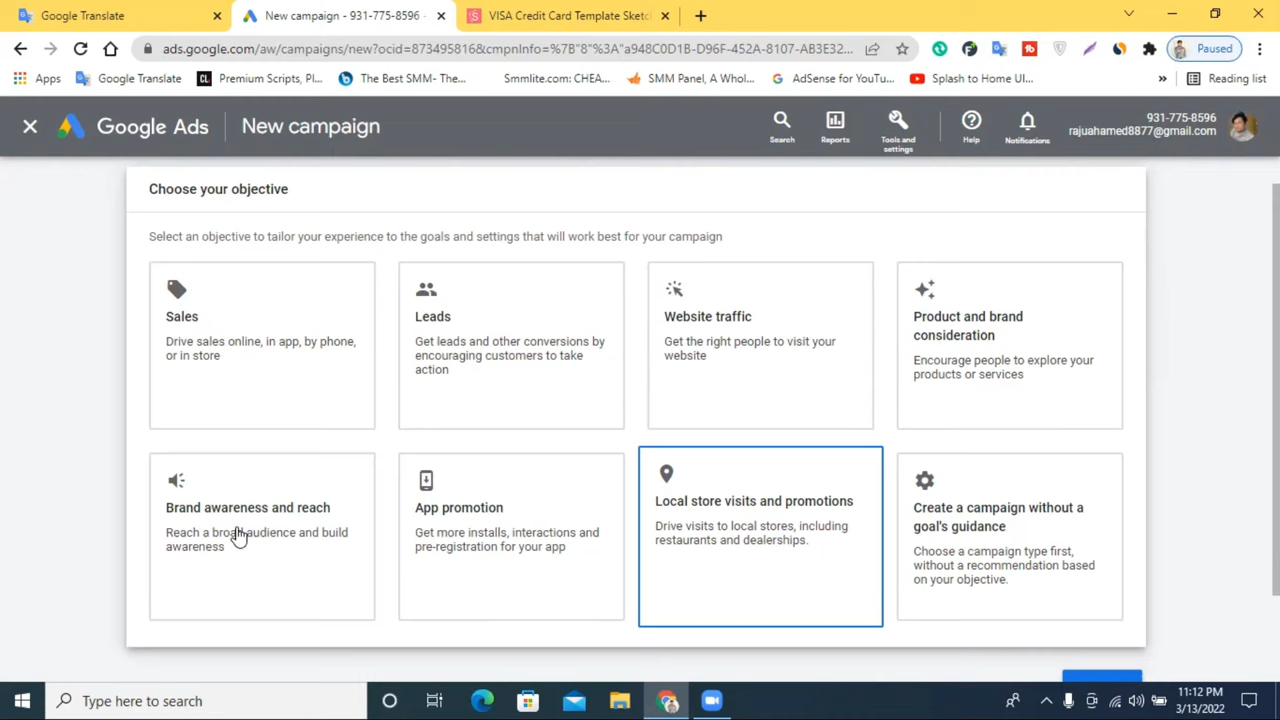 Google Translate
New campaign - 931-775-8596 -
VISA Credit Card Template Sketch
ads.google.com/aw/campaigns/new?ocid=873495816&cmpnInfo=%7B"8"%3A"a948C0D1B-D96F-452A-8107-AB3E32...
Paused
Apps
Google Translate
Premium Scripts, Pl...
The Best SMM- The...
Smmlite.com: CHEA...
SMM Panel, A Whol...
AdSense for YouTu...
Splash to Home UI...
»
Reading list
Google Ads
New campaign
Search
Reports
Tools and
settings
Help
Notifications
931-775-8596
rajuahamed8877@gmail.com
Choose your objective
Select an objective to tailor your experience to the goals and settings that will work best for your campaign
Sales
Drive sales online, in app, by phone,
or in store
Leads
Get leads and other conversions by
encouraging customers to take
action
Website traffic
Get the right people to visit your
website
Product and brand
consideration
Encourage people to explore your
products or services
Brand awareness and reach
Reach a broad audience and build
awareness
App promotion
Get more installs, interactions and
pre-registration for your app
Local store visits and promotions
Drive visits to local stores, including
restaurants and dealerships.
Create a campaign without a
goal's guidance
Choose a campaign type first,
without a recommendation based
on your objective.
Type here to search
11:12 PM
3/13/2022